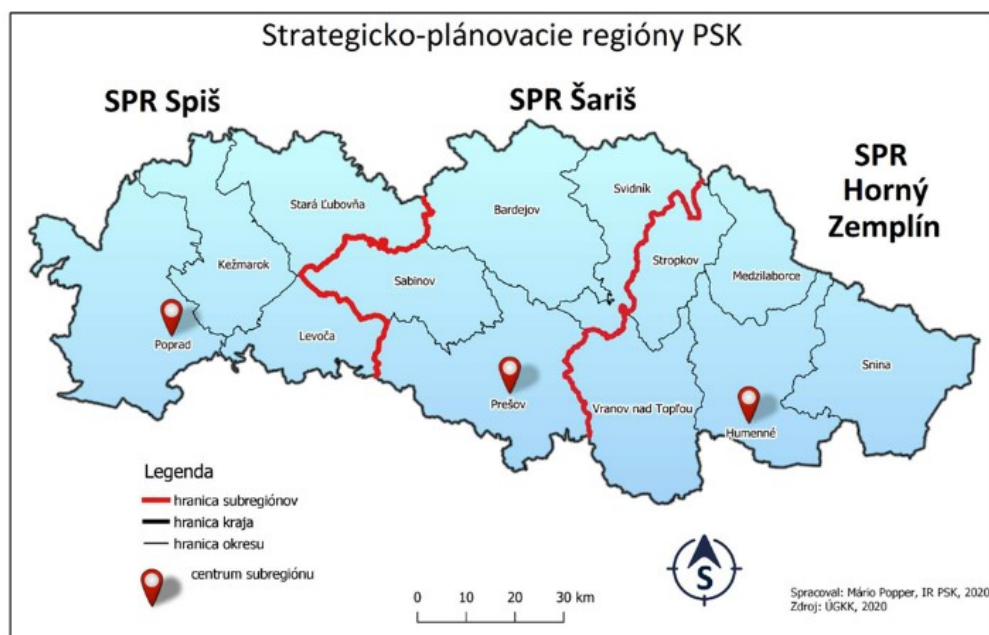 Strategicko-plánovacie regióny PSK
SPR Spiš
SPR Šariš
SPR
Horný
Zemplín
Stará Ľubovňa
Bardejov
Svidník
Kežmarok
Sabinov
Stropkov
Medzilaborce
Poprad
Levoča
Prešov
Vranov nad Topľou
Humenné
Snina
Legenda
hranica subregiónov
hranica kraja
hranica okresu
centrum subregiónu
0 10 20 30 km
S
Spracoval: Mário Popper, IR PSK, 2020
Zdroj: ÚGKK, 2020